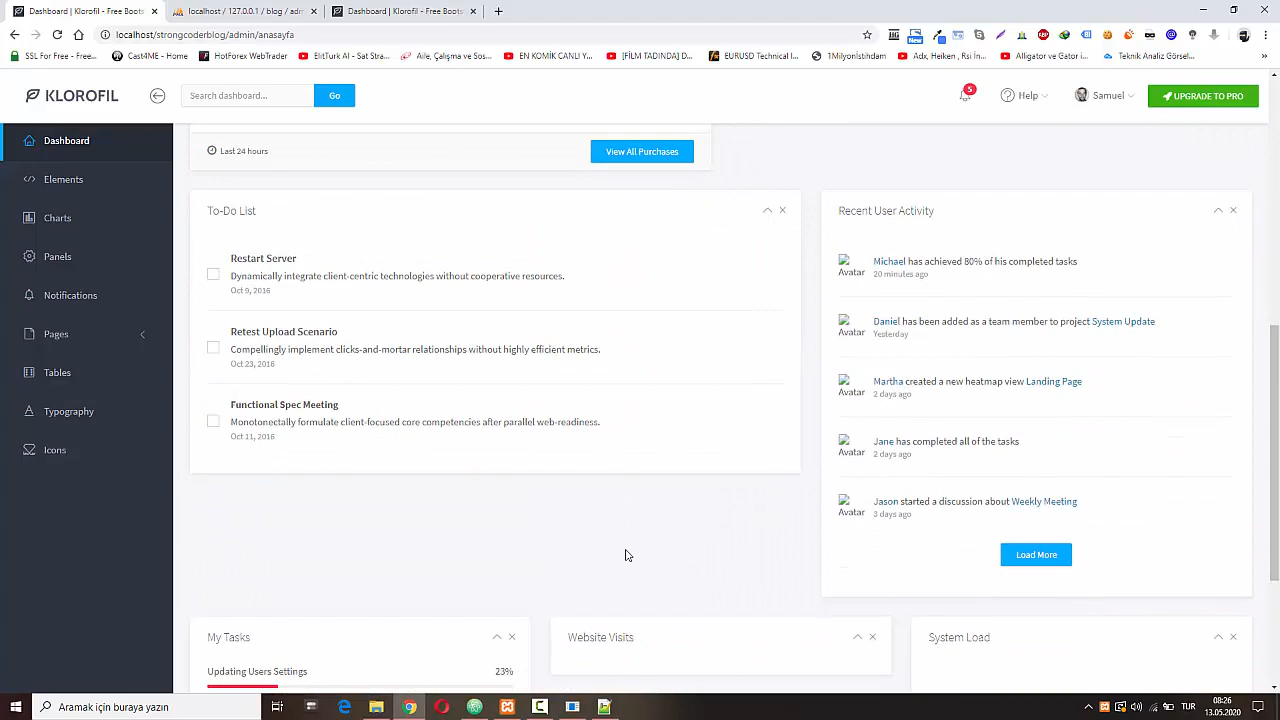 Dashboard | Klorofil - Free Boots
localhost / 127.0.0.1 / blog / adm
Dashboard | Klorofil - Free Boots
localhost/strongcoderblog/admin/anasayfa
SSL For Free - Free...
Cast4ME - Home
HotForex WebTrader
ElitTurk AI - Sat Stra...
Aile, Çalışma ve Sos...
EN KOMİK CANLI Y...
[FİLM TADINDA] D...
EURUSD Technical I...
1Milyonİstihdam
Adx, Heiken , Rsi İn...
Alligator ve Gator i...
Teknik Analiz Görsel...
»
KLOROFIL
Search dashboard...
Go
5
Help
Samuel
UPGRADE TO PRO
Dashboard
Elements
Charts
Panels
Notifications
Pages
Tables
Typography
Icons
Last 24 hours
View All Purchases
To-Do List
Restart Server
Dynamically integrate client-centric technologies without cooperative resources.
Oct 9, 2016
Retest Upload Scenario
Compellingly implement clicks-and-mortar relationships without highly efficient metrics.
Oct 23, 2016
Functional Spec Meeting
Monotonectally formulate client-focused core competencies after parallel web-readiness.
Oct 11, 2016
Recent User Activity
Avatar
Michael has achieved 80% of his completed tasks
20 minutes ago
Avatar
Daniel has been added as a team member to project System Update
Yesterday
Avatar
Martha created a new heatmap view Landing Page
2 days ago
Avatar
Jane has completed all of the tasks
2 days ago
Avatar
Jason started a discussion about Weekly Meeting
3 days ago
Load More
My Tasks
Updating Users Settings
23%
Website Visits
System Load
Aramak için buraya yazın
TUR
08:26
13.05.2020